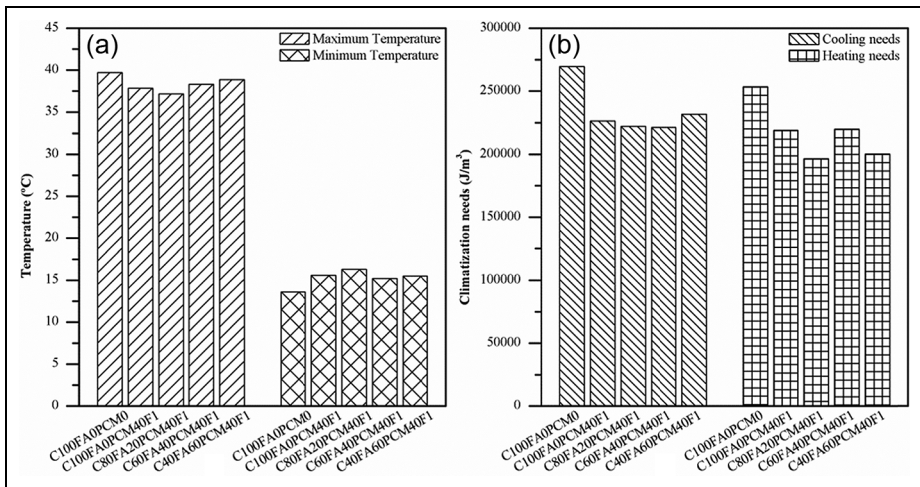 (a)
Maximum Temperature
Minimum Temperature
Temperature (°C)
45
40
35
30
25
20
15
10
5
0
C100FA0PCM0
C100FA0PCM40F1
C80FA20PCM40F1
C60FA40PCM40F1
C40FA60PCM40F1
C100FA0PCM0
C100FA0PCM40F1
C80FA20PCM40F1
C60FA40PCM40F1
C40FA60PCM40F1
(b)
Cooling needs
Heating needs
Climatization needs (J/m³)
300000
250000
200000
150000
100000
50000
0
C100FA0PCM0
C100FA0PCM40F1
C80FA20PCM40F1
C60FA40PCM40F1
C40FA60PCM40F1
C100FA0PCM0
C100FA0PCM40F1
C80FA20PCM40F1
C60FA40PCM40F1
C40FA60PCM40F1